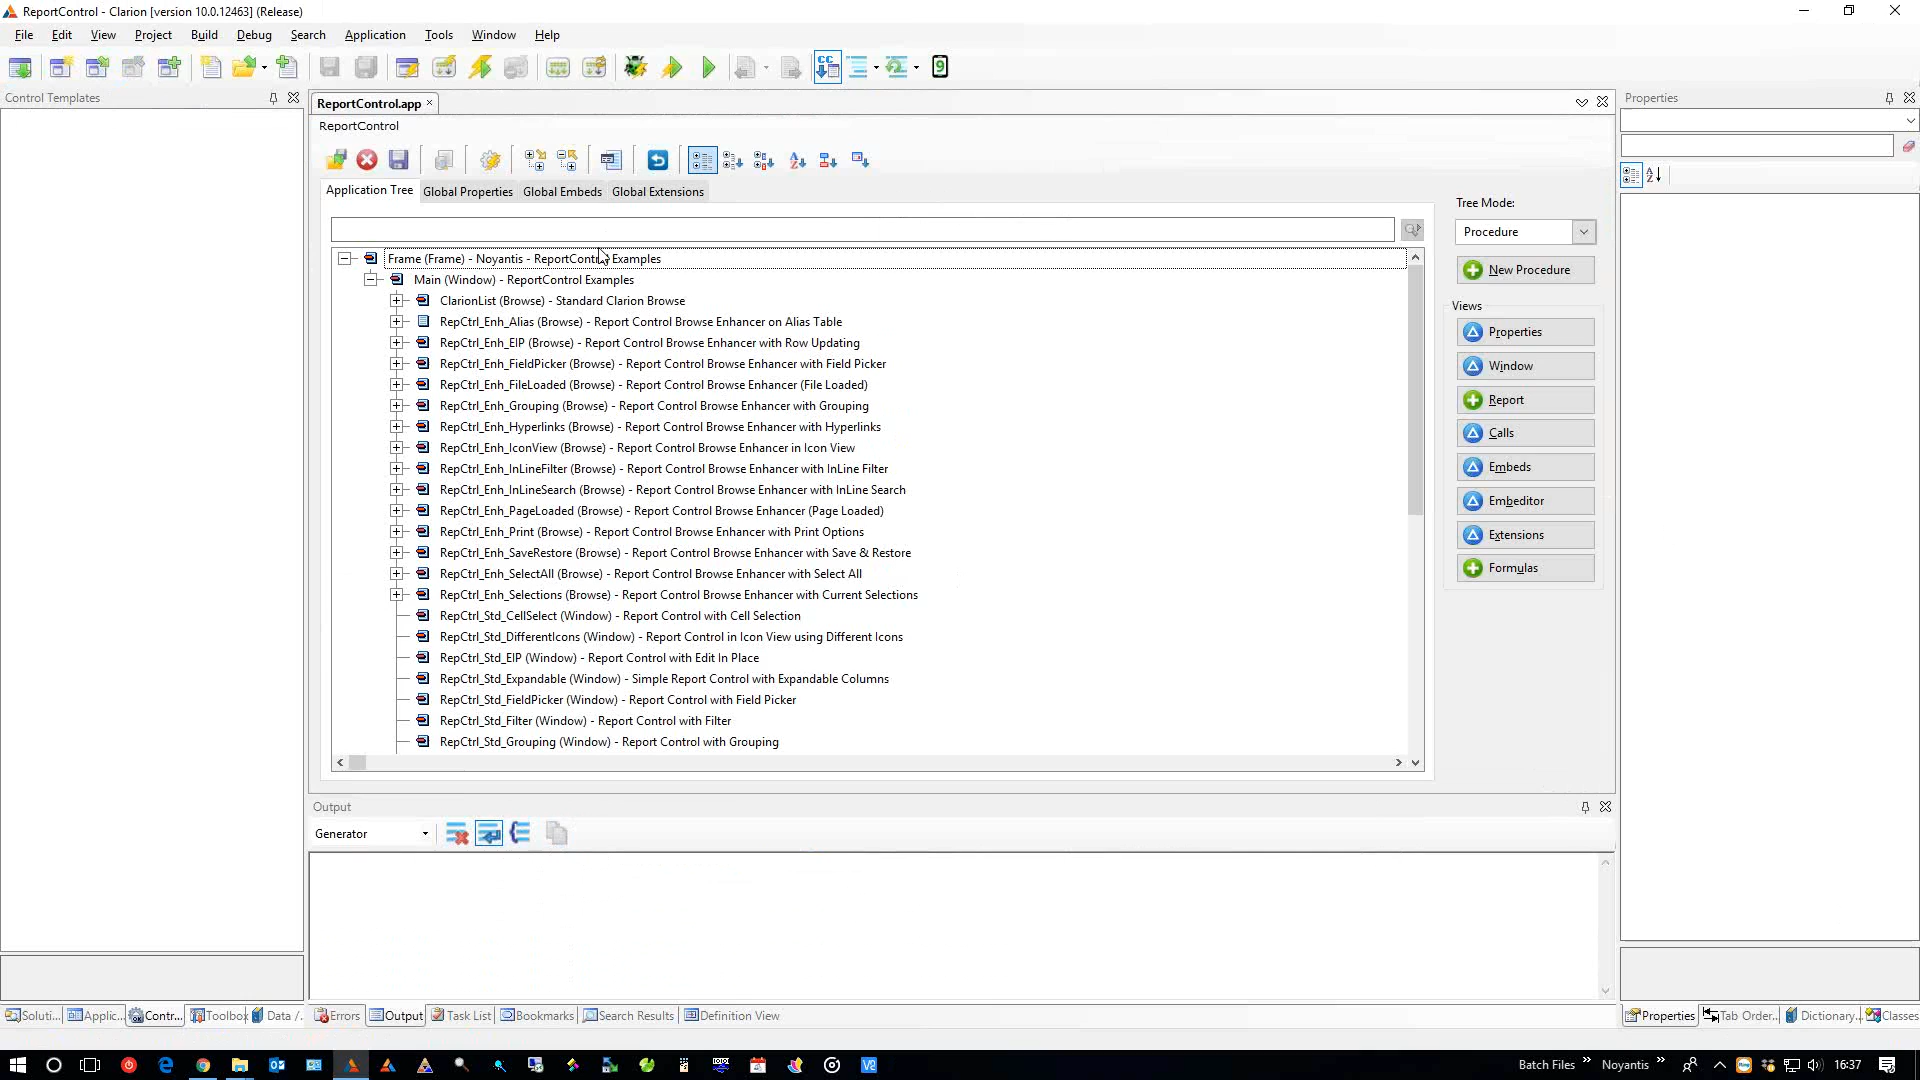 ReportControl - Clarion [version 10.0.12463] (Release)
File Edit View Project Build Debug Search Application Tools Window Help
Control Templates
ReportControl.app
Properties
ReportControl
Application Tree Global Properties Global Embeds Global Extensions
Tree Mode:
Procedure
New Procedure
Views
Properties
Window
Report
Calls
Embeds
Embeditor
Extensions
Formulas
Frame (Frame) - Noyantis - ReportControl Examples
Main (Window) - ReportControl Examples
ClarionList (Browse) - Standard Clarion Browse
RepCtrl_Enh_Alias (Browse) - Report Control Browse Enhancer on Alias Table
RepCtrl_Enh_EIP (Browse) - Report Control Browse Enhancer with Row Updating
RepCtrl_Enh_FieldPicker (Browse) - Report Control Browse Enhancer with Field Picker
RepCtrl_Enh_FileLoaded (Browse) - Report Control Browse Enhancer (File Loaded)
RepCtrl_Enh_Grouping (Browse) - Report Control Browse Enhancer with Grouping
RepCtrl_Enh_Hyperlinks (Browse) - Report Control Browse Enhancer with Hyperlinks
RepCtrl_Enh_IconView (Browse) - Report Control Browse Enhancer in Icon View
RepCtrl_Enh_InLineFilter (Browse) - Report Control Browse Enhancer with InLine Filter
RepCtrl_Enh_InLineSearch (Browse) - Report Control Browse Enhancer with InLine Search
RepCtrl_Enh_PageLoaded (Browse) - Report Control Browse Enhancer (Page Loaded)
RepCtrl_Enh_Print (Browse) - Report Control Browse Enhancer with Print Options
RepCtrl_Enh_SaveRestore (Browse) - Report Control Browse Enhancer with Save & Restore
RepCtrl_Enh_SelectAll (Browse) - Report Control Browse Enhancer with Select All
RepCtrl_Enh_Selections (Browse) - Report Control Browse Enhancer with Current Selections
RepCtrl_Std_CellSelect (Window) - Report Control with Cell Selection
RepCtrl_Std_DifferentIcons (Window) - Report Control in Icon View using Different Icons
RepCtrl_Std_EIP (Window) - Report Control with Edit In Place
RepCtrl_Std_Expandable (Window) - Simple Report Control with Expandable Columns
RepCtrl_Std_FieldPicker (Window) - Report Control with Field Picker
RepCtrl_Std_Filter (Window) - Report Control with Filter
RepCtrl_Std_Grouping (Window) - Report Control with Grouping
Output
Generator
Soluti... Applic... Contr... Toolbox Data /... Errors Output Task List Bookmarks Search Results Definition View Properties Tab Order... Dictionary... Classes
Batch Files Noyantis 16:37